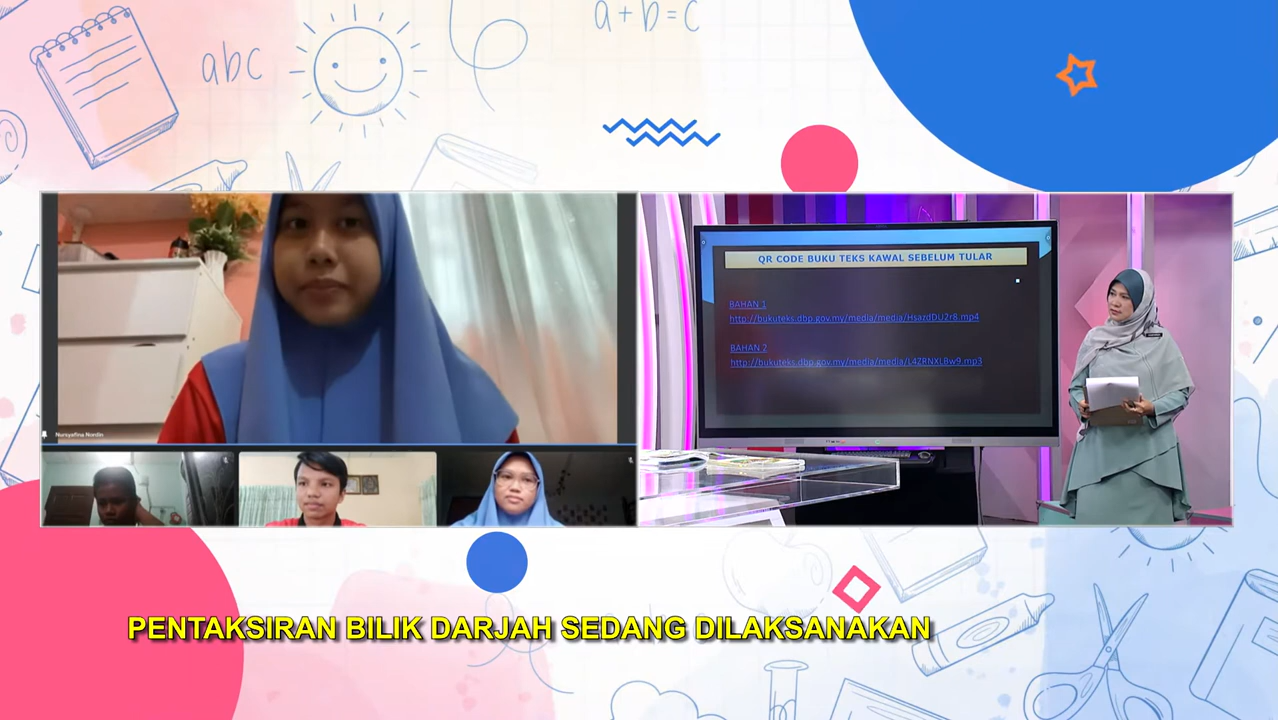 abc
a+b=c
QR CODE BUKU TEKS KAWAL SEBELUM TULAR
BAHAN 1
http://bukuteks.dbp.gov.my/media/media/HsazdDU2r8.mp4
BAHAN 2
http://bukuteks.dbp.gov.my/media/media/L4ZRNXLBw9.mp3
Nursyafina Nordin
PENTAKSIRAN BILIK DARJAH SEDANG DILAKSANAKAN